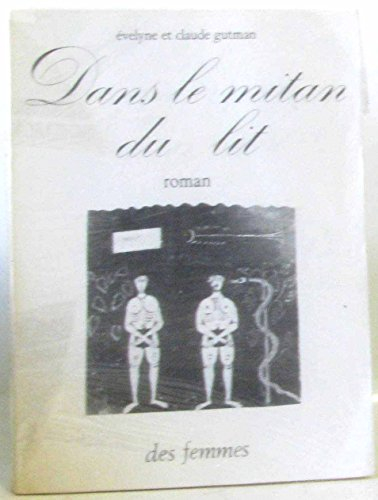 évelyne et claude gutman
Dans le mitan
du lit
roman
des femmes